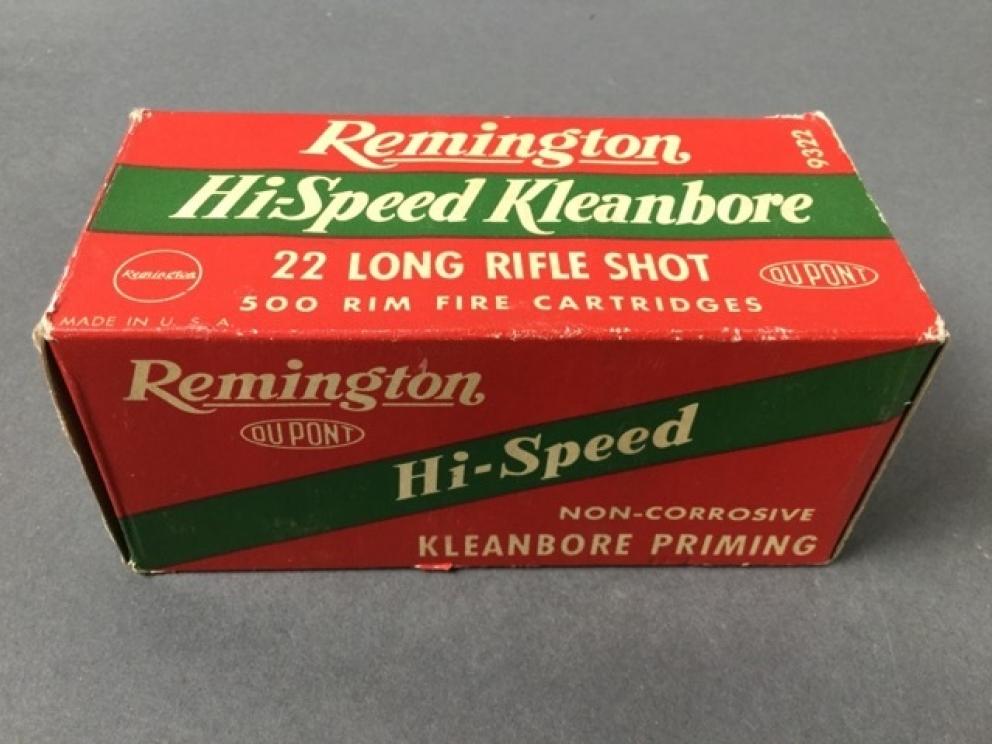 Remington
9322
Hi-Speed Kleanbore
22 LONG RIFLE SHOT
Remington
DU PONT
500 RIM FIRE CARTRIDGES
MADE IN U.S.A.
Remington
DU PONT
Hi-Speed
NON-CORROSIVE
KLEANBORE PRIMING